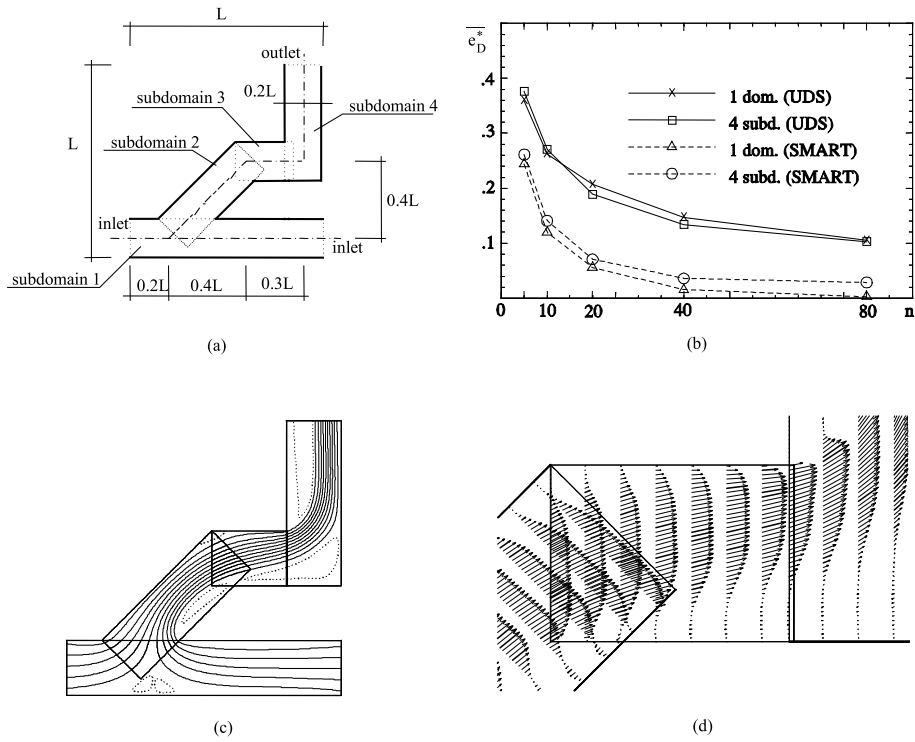 L
outlet
0.2L
subdomain 3
subdomain 4
L
subdomain 2
0.4L
inlet
inlet
subdomain 1
0.2L 0.4L 0.3L
(a)
e*D
.4
.3
.2
.1
0 10 20 40 80 n
1 dom. (UDS)
4 subd. (UDS)
1 dom. (SMART)
4 subd. (SMART)
(b)
(c)
(d)